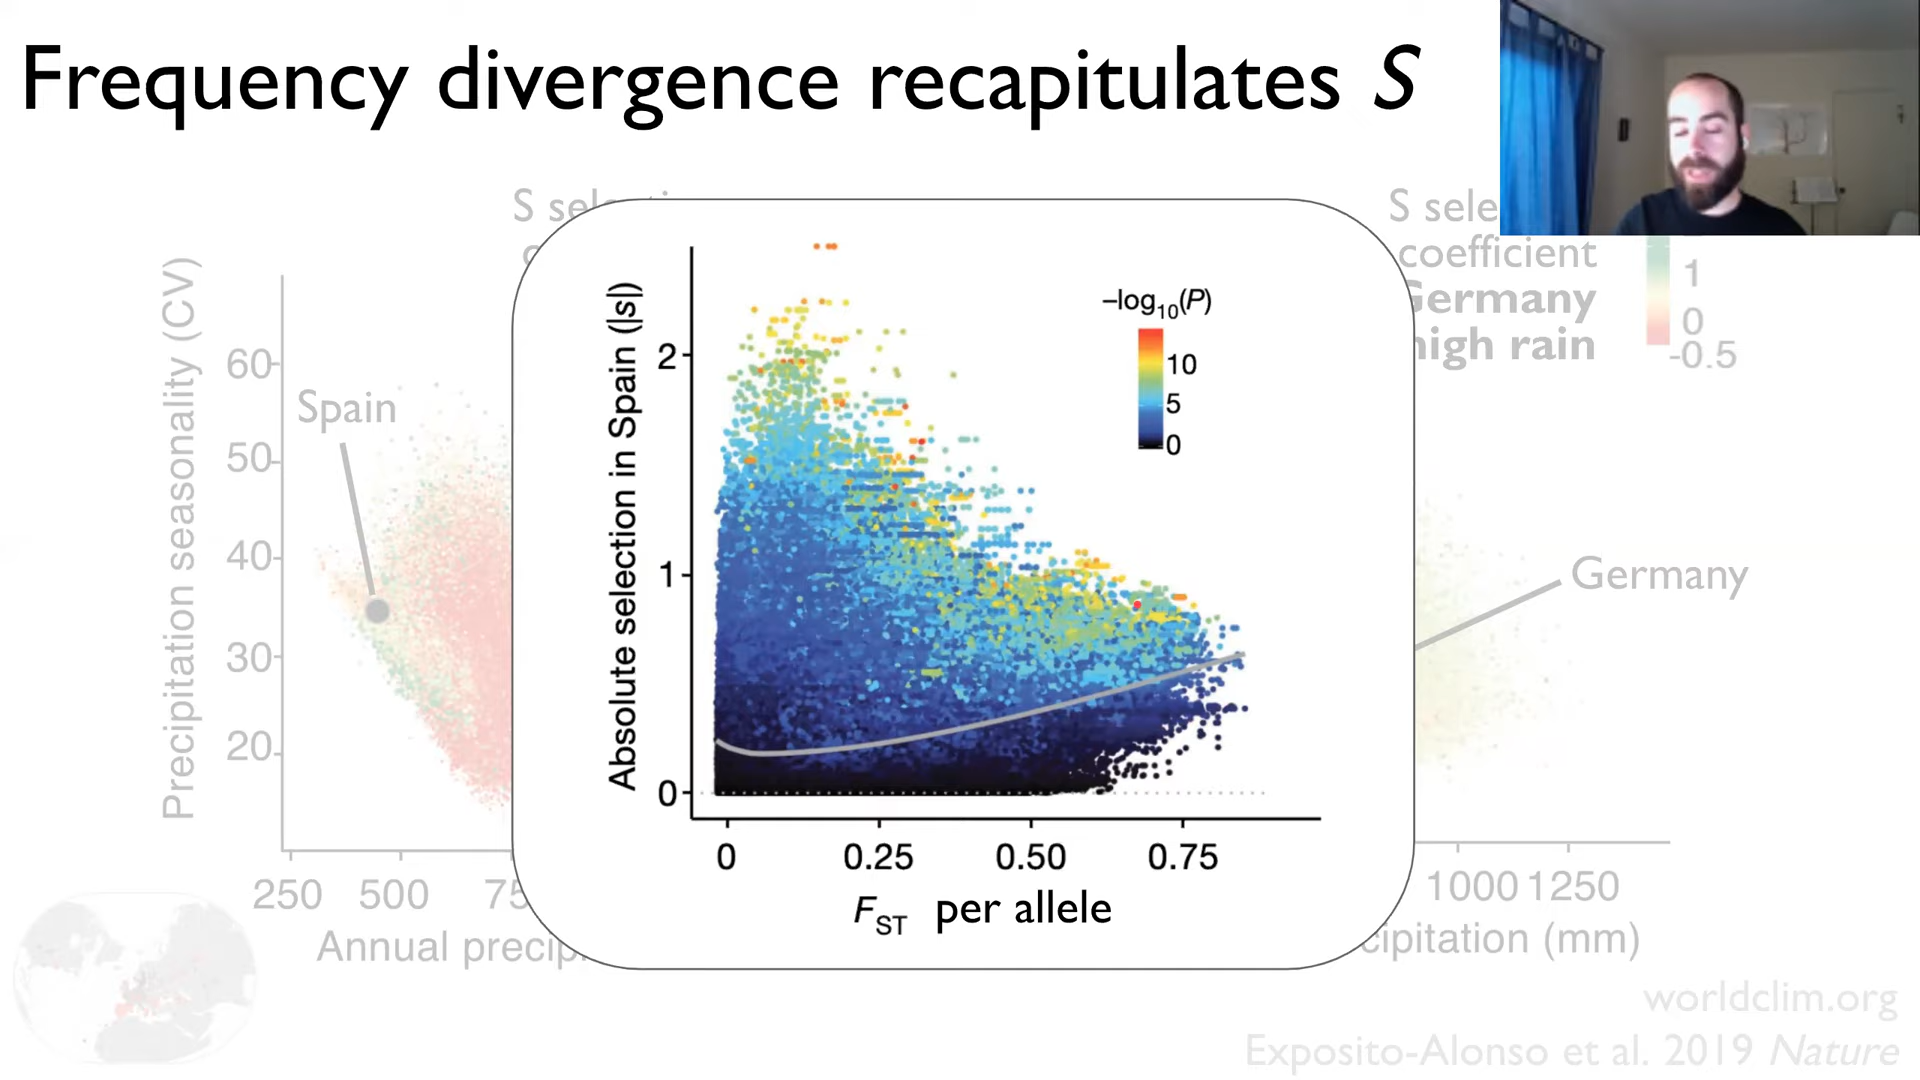 Frequency divergence recapitulates S
S selecti
S sele
coefficient
Germany
high rain
1
0
-0.5
Precipitation seasonality (CV)
60
50
40
30
20
Spain
250 500 75
Annual precip
Absolute selection in Spain (|s|)
2
1
0
–log10(P)
10
5
0
0 0.25 0.50 0.75
FST per allele
Germany
1000 1250
cipitation (mm)
worldclim.org
Exposito-Alonso et al. 2019 Nature